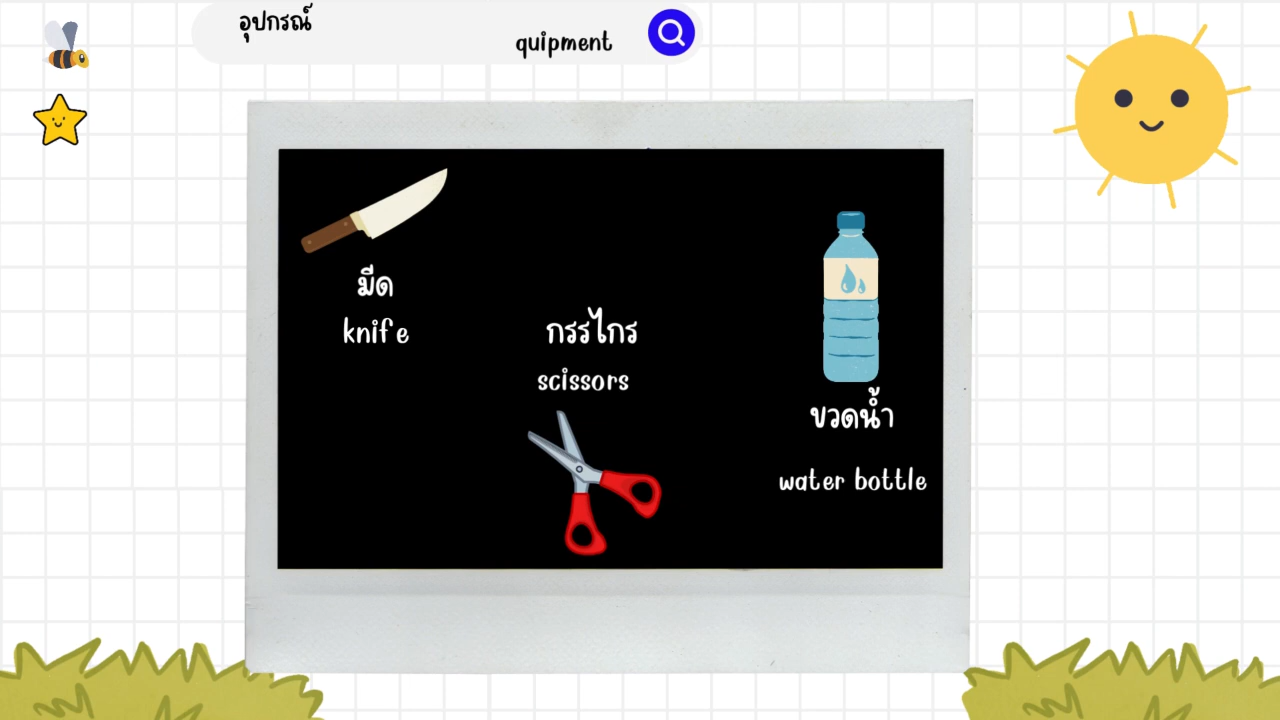 อุปกรณ์
quipment
มีด
knife
กรรไกร
scissors
ขวดน้ำ
water bottle